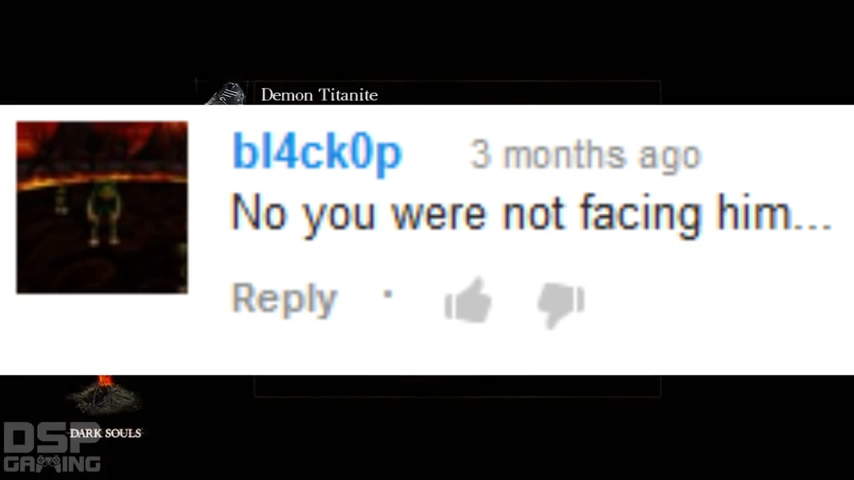 Demon Titanite
bl4ck0p 3 months ago
No you were not facing him...
Reply
DARK SOULS
DSP
GAMING